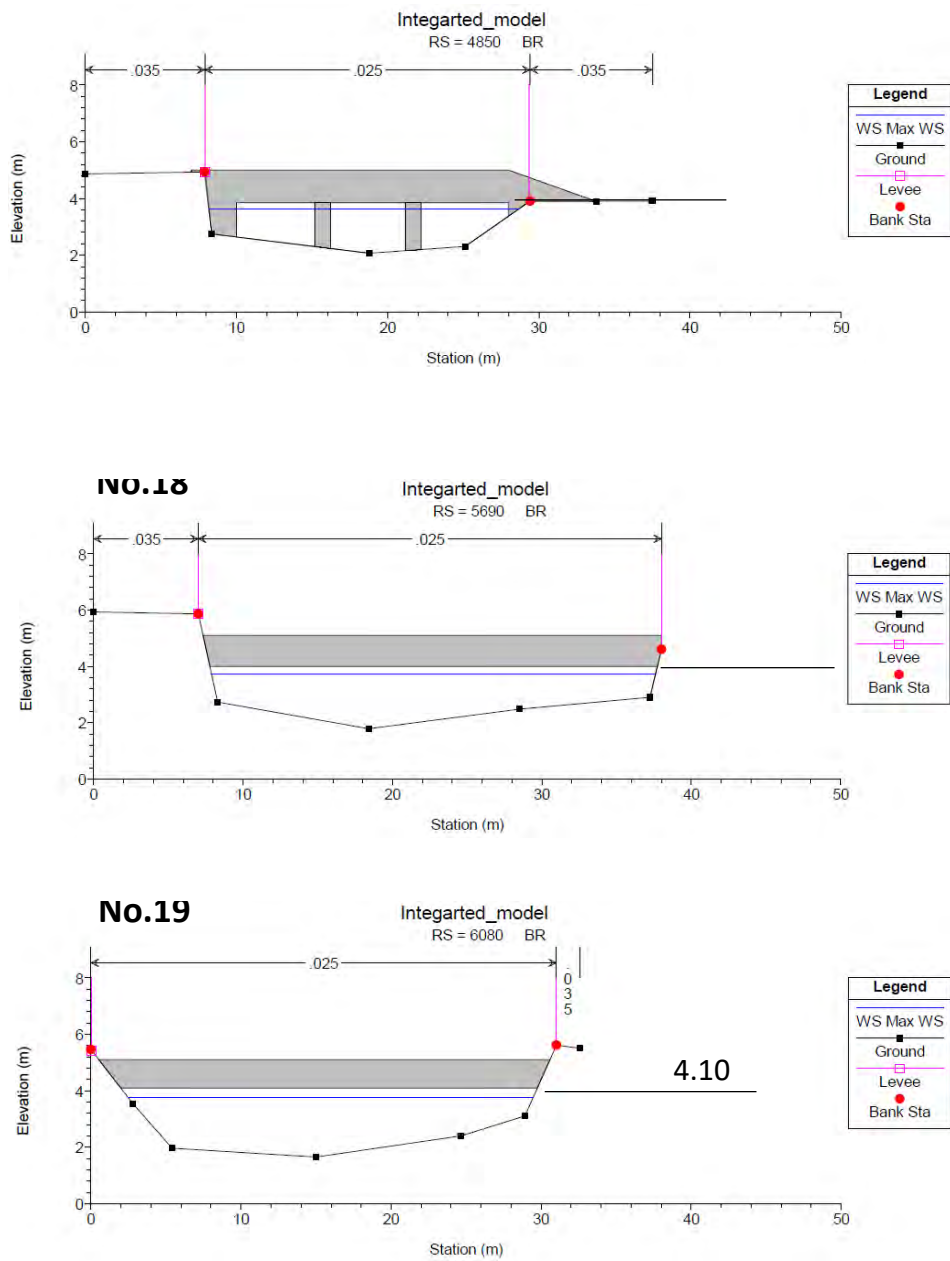 Integarted_model
RS = 4850 BR
.035 .025 .035
8
6
4
2
0
Elevation (m)
0 10 20 30 40 50
Station (m)
Legend
WS Max WS
Ground
Levee
Bank Sta
No.18
Integarted_model
RS = 5690 BR
.035 .025
8
6
4
2
0
Elevation (m)
0 10 20 30 40 50
Station (m)
Legend
WS Max WS
Ground
Levee
Bank Sta
No.19
Integarted_model
RS = 6080 BR
.025 .035
8
6
4
2
0
Elevation (m)
4.10
0 10 20 30 40 50
Station (m)
Legend
WS Max WS
Ground
Levee
Bank Sta